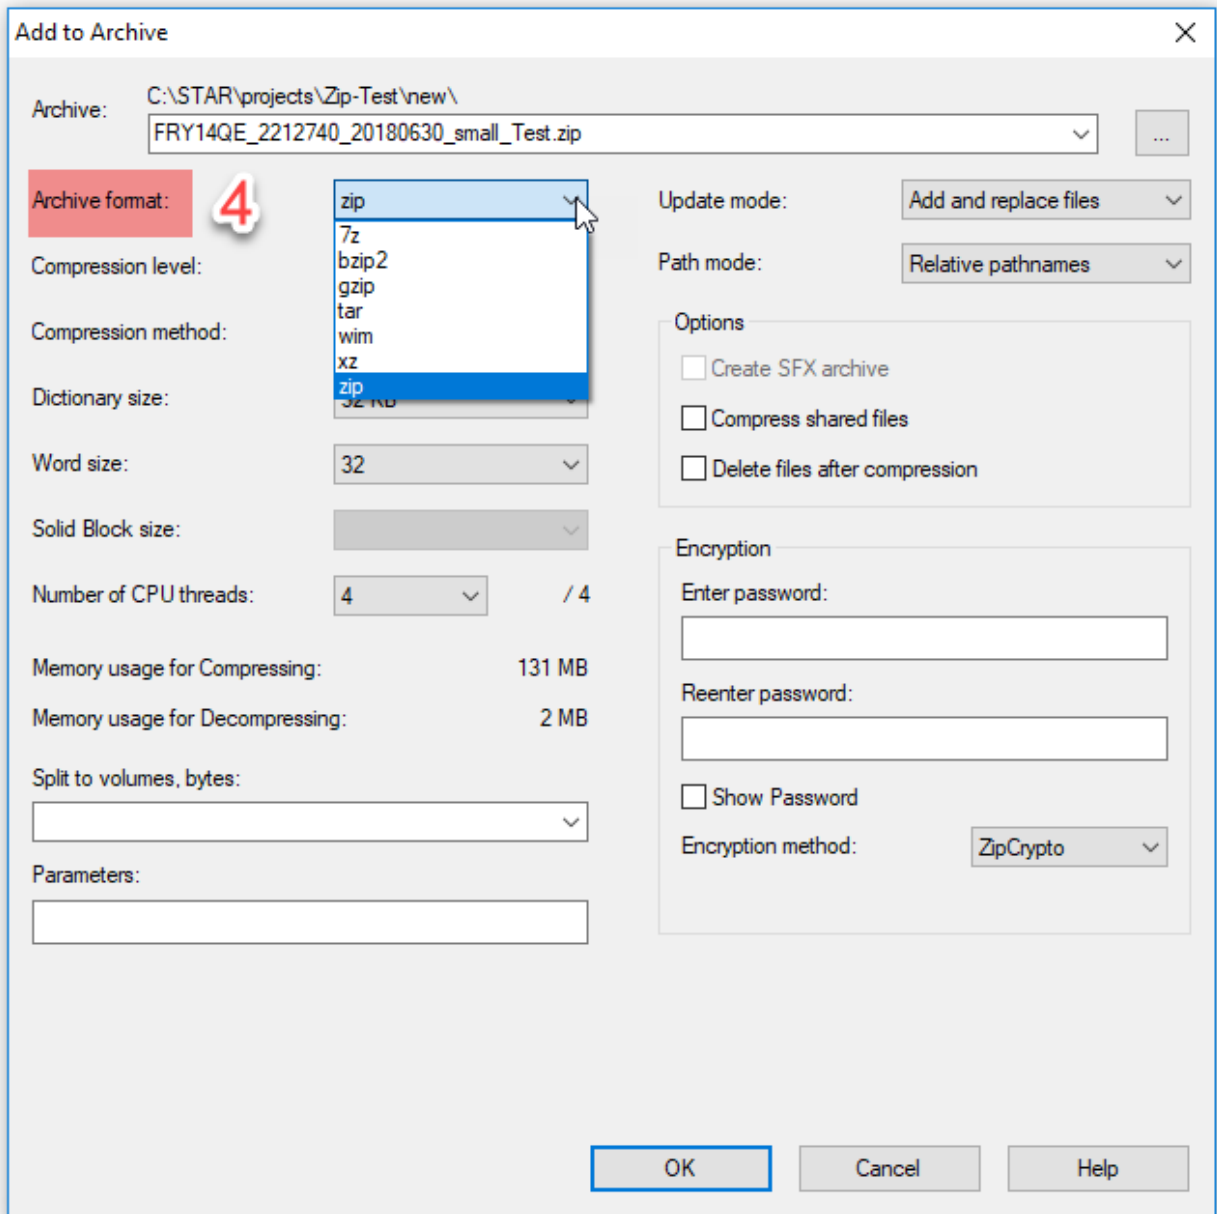 Add to Archive
Archive:
C:\STAR\projects\Zip-Test\new\
FRY14QE_2212740_20180630_small_Test.zip
...
Archive format:
4
zip
7z
bzip2
gzip
tar
wim
xz
zip
Compression level:
Compression method:
Dictionary size:
32 KB
Word size:
32
Solid Block size:
Number of CPU threads:
4
/ 4
Memory usage for Compressing:
131 MB
Memory usage for Decompressing:
2 MB
Split to volumes, bytes:
Parameters:
Update mode:
Add and replace files
Path mode:
Relative pathnames
Options
Create SFX archive
Compress shared files
Delete files after compression
Encryption
Enter password:
Reenter password:
Show Password
Encryption method:
ZipCrypto
OK
Cancel
Help